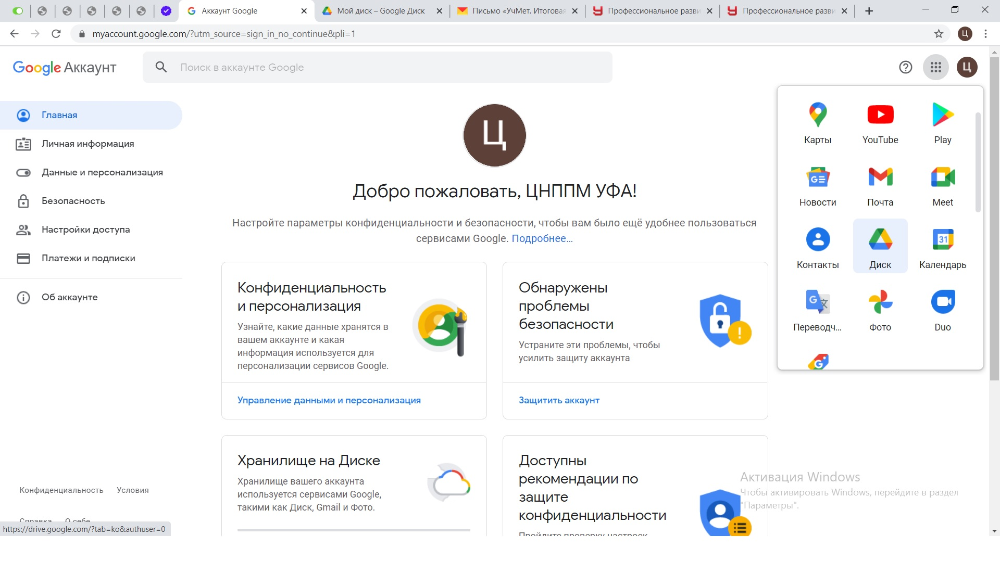 Аккаунт Google
Мой диск – Google Диск
Письмо «УчМет. Итоговая
Профессиональное разви
Профессиональное разви
myaccount.google.com/?utm_source=sign_in_no_continue&pli=1
Ц
Google Аккаунт
Поиск в аккаунте Google
Ц
Главная
Личная информация
Данные и персонализация
Безопасность
Настройки доступа
Платежи и подписки
Об аккаунте
Ц
Добро пожаловать, ЦНППМ УФА!
Настройте параметры конфиденциальности и безопасности, чтобы вам было ещё удобнее пользоваться
сервисами Google. Подробнее…
Конфиденциальность
и персонализация
Узнайте, какие данные хранятся в
вашем аккаунте и какая
информация используется для
персонализации сервисов Google.
Управление данными и персонализация
Обнаружены
проблемы
безопасности
Устраните эти проблемы, чтобы
усилить защиту аккаунта
Защитить аккаунт
Хранилище на Диске
Хранилище вашего аккаунта
используется сервисами Google,
такими как Диск, Gmail и Фото.
Доступны
рекомендации по
защите
конфиденциальности
Пройдите проверку настроек
Карты
YouTube
Play
Новости
Почта
Meet
Контакты
Диск
31
Календарь
Переводч...
Фото
Duo
Активация Windows
Чтобы активировать Windows, перейдите в раздел
"Параметры".
Конфиденциальность
Условия
Справка
О себе
https://drive.google.com/?tab=ko&authuser=0